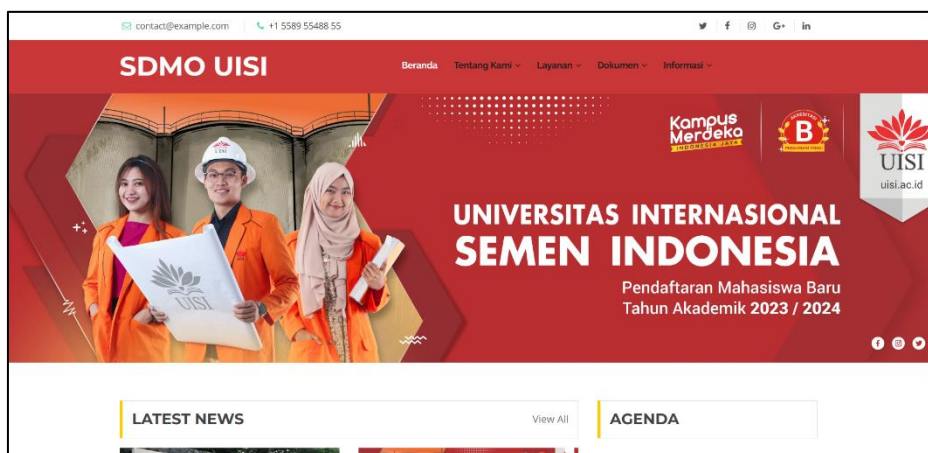 contact@example.com
+1 5589 55488 55
SDMO UISI
Beranda Tentang Kami Layanan Dokumen Informasi
Kampus
Merdeka
INDONESIA JAYA
B
UISI
uisi.ac.id
UNIVERSITAS INTERNASIONAL
SEMEN INDONESIA
Pendaftaran Mahasiswa Baru
Tahun Akademik 2023 / 2024
UISI
LATEST NEWS
View All
AGENDA